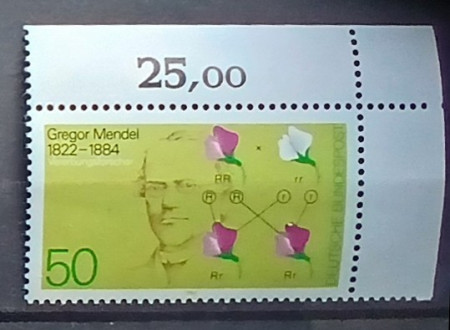 25,00
Gregor Mendel
1822–1884
Vererbungsforscher
× 
RR rr
R R r r
Rr Rr
50
DEUTSCHE BUNDESPOST